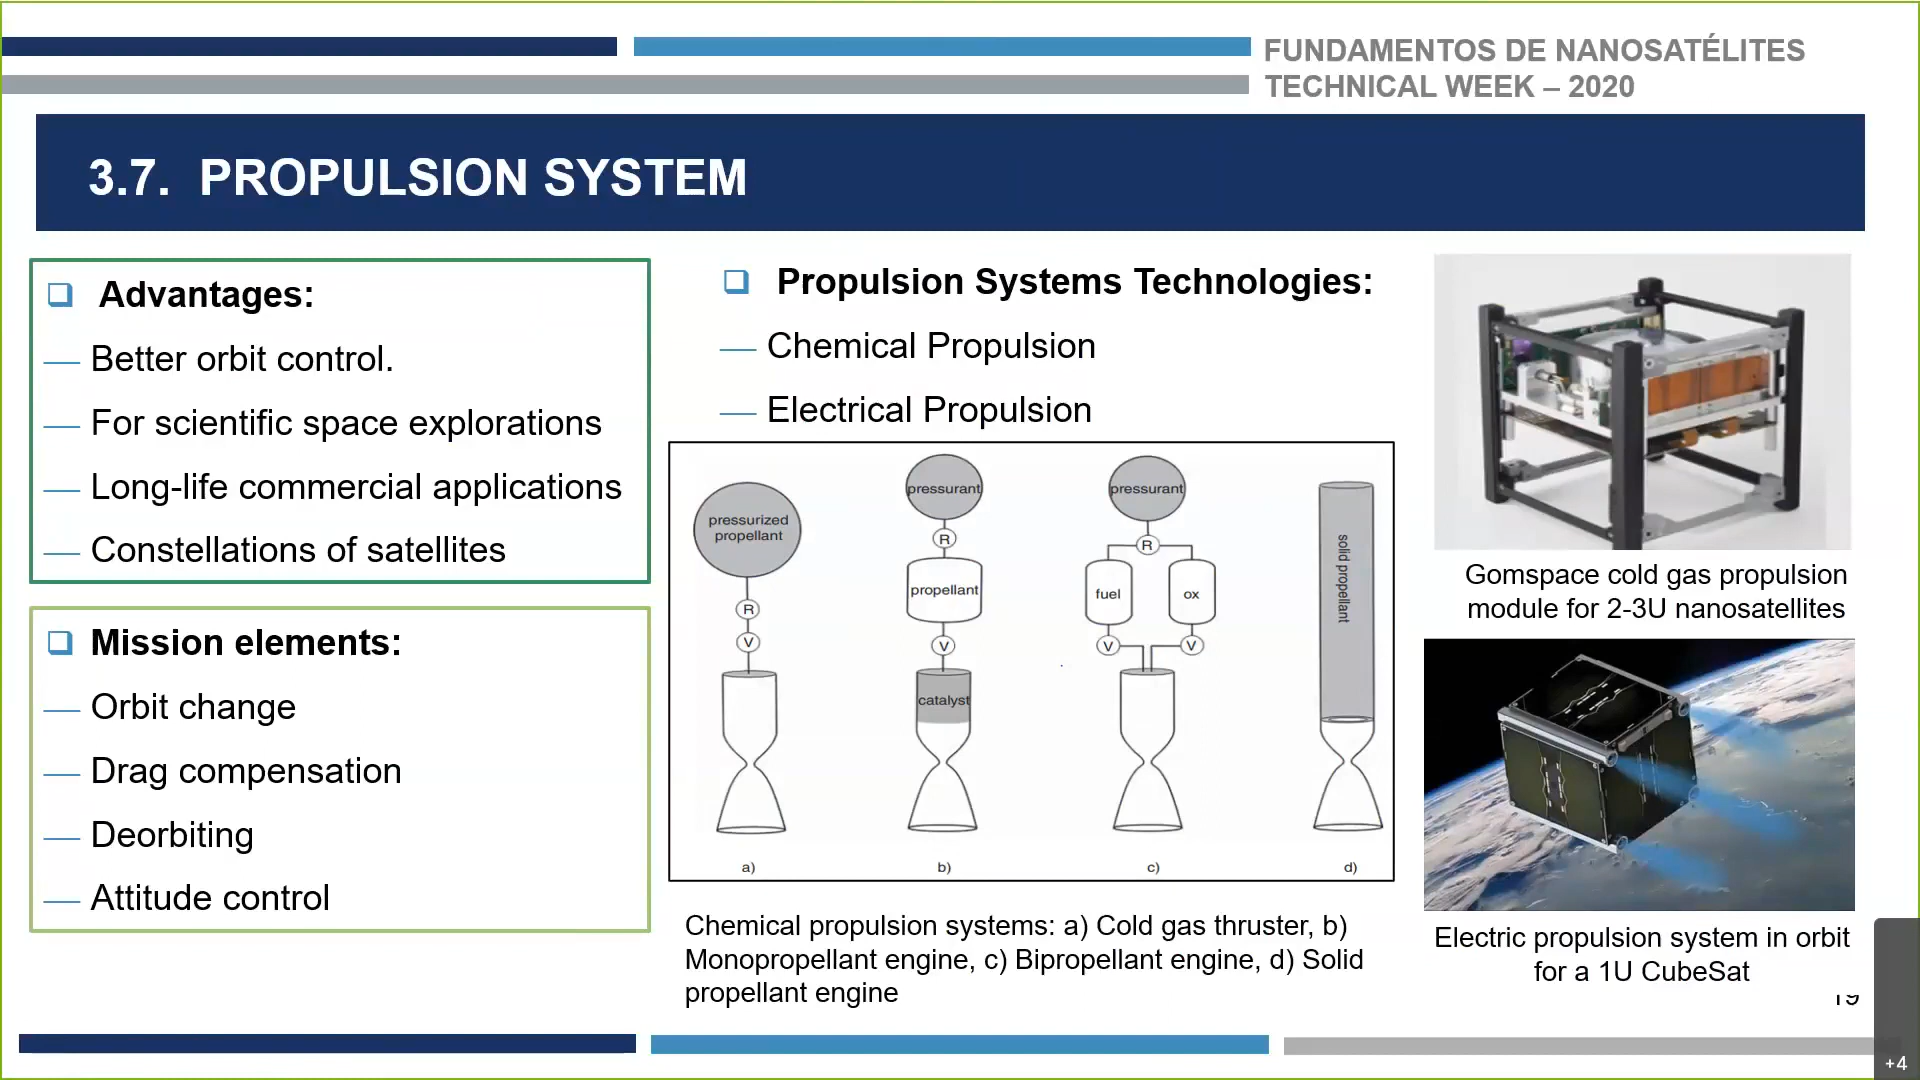 FUNDAMENTOS DE NANOSATÉLITES
TECHNICAL WEEK – 2020
3.7. PROPULSION SYSTEM
Advantages:
Better orbit control.
For scientific space explorations
Long-life commercial applications
Constellations of satellites
Mission elements:
Orbit change
Drag compensation
Deorbiting
Attitude control
Propulsion Systems Technologies:
Chemical Propulsion
Electrical Propulsion
pressurized
propellant
R
V
a)
pressurant
R
propellant
V
catalyst
b)
pressurant
R
fuel
ox
V
V
c)
solid propellant
d)
Chemical propulsion systems: a) Cold gas thruster, b)
Monopropellant engine, c) Bipropellant engine, d) Solid
propellant engine
Gomspace cold gas propulsion
module for 2-3U nanosatellites
Electric propulsion system in orbit
for a 1U CubeSat
19
+4